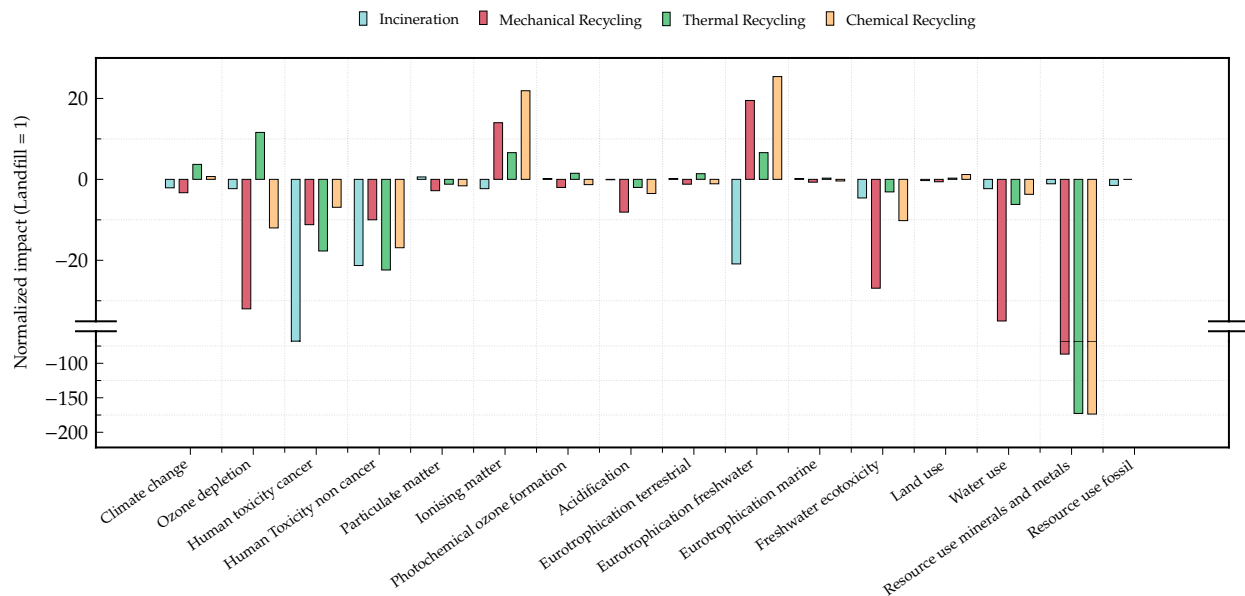 Incineration Mechanical Recycling Thermal Recycling Chemical Recycling
Normalized impact (Landfill = 1)
20
0
−20
−100
−150
−200
Climate change
Ozone depletion
Human toxicity cancer
Human Toxicity non cancer
Particulate matter
Ionising matter
Photochemical ozone formation
Acidification
Eurotrophication terrestrial
Eurotrophication freshwater
Eurotrophication marine
Freshwater ecotoxicity
Land use
Water use
Resource use minerals and metals
Resource use fossil